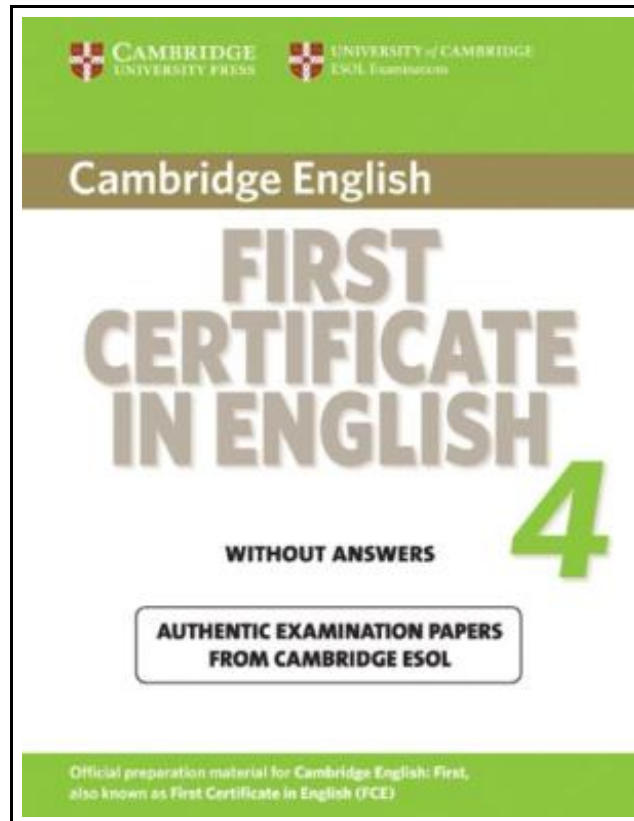 CAMBRIDGE
UNIVERSITY PRESS
UNIVERSITY of CAMBRIDGE
ESOL Examinations
Cambridge English
FIRST
CERTIFICATE
IN ENGLISH
4
WITHOUT ANSWERS
AUTHENTIC EXAMINATION PAPERS
FROM CAMBRIDGE ESOL
Official preparation material for Cambridge English: First,
also known as First Certificate in English (FCE)